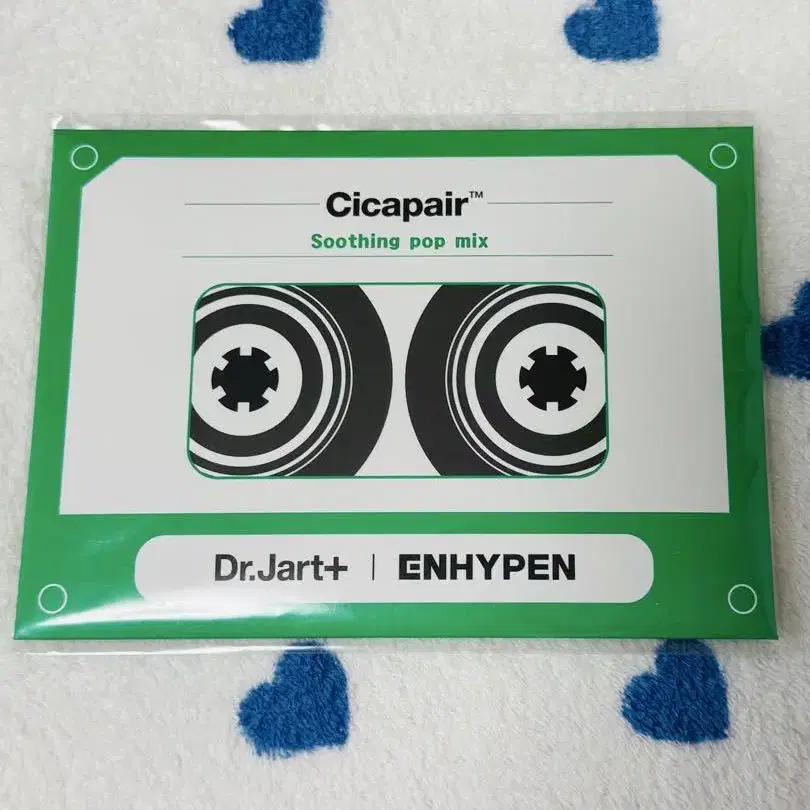 Cicapair™
Soothing pop mix
Dr.Jart+ | ENHYPEN